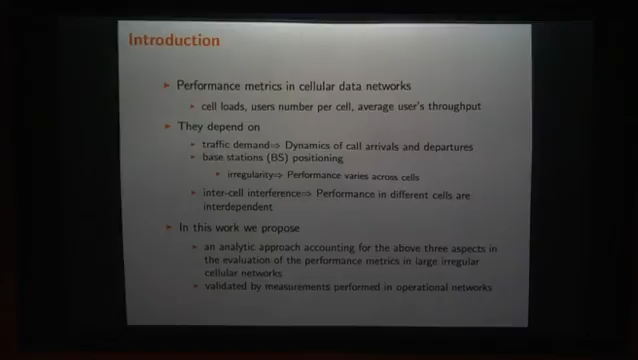 Introduction
Performance metrics in cellular data networks
cell loads, users number per cell, average user's throughput
They depend on
traffic demand⇒ Dynamics of call arrivals and departures
base stations (BS) positioning
irregularity⇒ Performance varies across cells
inter-cell interference⇒ Performance in different cells are
interdependent
In this work we propose
an analytic approach accounting for the above three aspects in
the evaluation of the performance metrics in large irregular
cellular networks
validated by measurements performed in operational networks